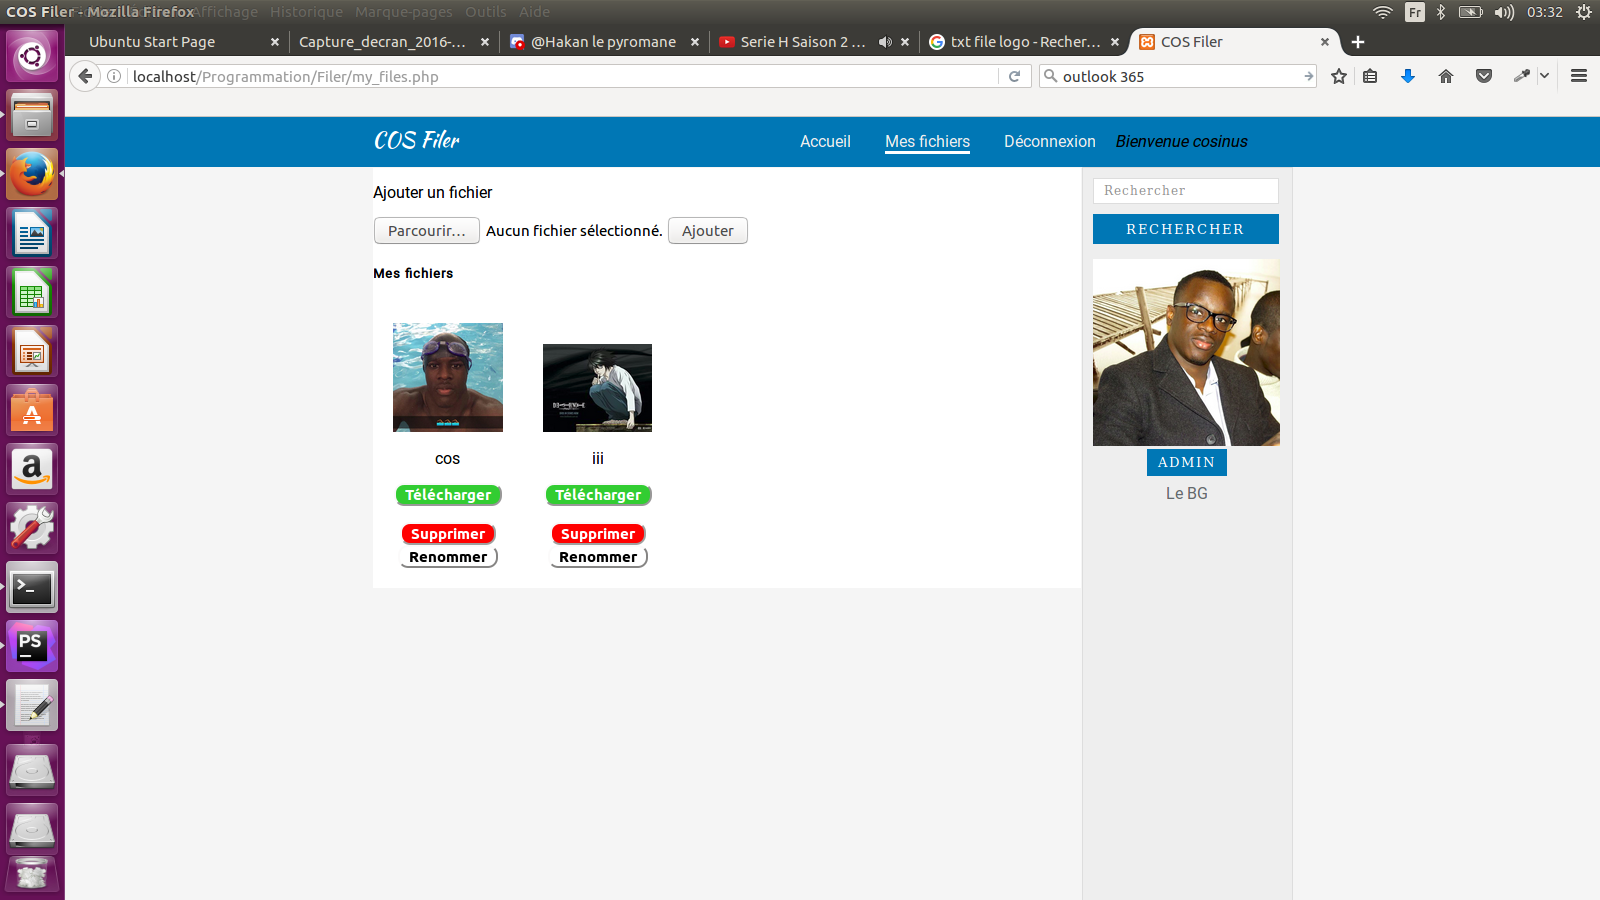 COS Filer - Mozilla Firefox Affichage Historique Marque-pages Outils Aide
Fr 03:32
Ubuntu Start Page
Capture_decran_2016-...
@Hakan le pyromane
Serie H Saison 2 ...
txt file logo - Recher...
COS Filer
localhost/Programmation/Filer/my_files.php
outlook 365
COS Filer
Accueil
Mes fichiers
Déconnexion
Bienvenue cosinus
Ajouter un fichier
Parcourir...
Aucun fichier sélectionné.
Ajouter
Mes fichiers
cos
iii
Télécharger
Télécharger
Supprimer
Supprimer
Renommer
Renommer
Rechercher
RECHERCHER
ADMIN
Le BG